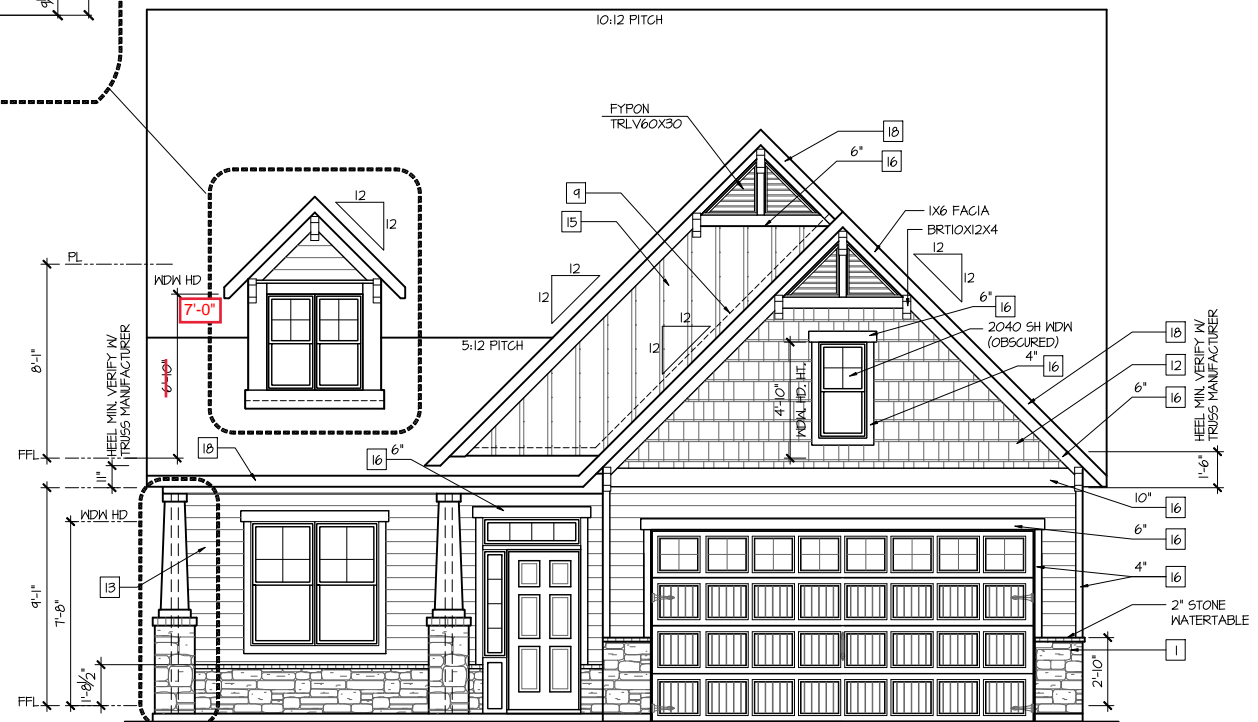 10:12 PITCH
FYPON
TRLV60X30
18
6"
16
9
15
12
12
1X6 FACIA
BRT10X12X4
12
12
PL
WDW HD
7'-0"
12
12
6"
16
2040 SH WDW
(OBSCURED)
4"
16
12
12
5:12 PITCH
8'-1"
6'-10"
HEEL MIN. VERIFY W/
TRUSS MANUFACTURER
4'-10"
WDW. HD. HT.
18
12
6"
16
HEEL MIN. VERIFY W/
TRUSS MANUFACTURER
FFL
18
16
6"
11"
1'-6"
10"
16
WDW HD
6"
16
13
9'-1"
7'-8"
4"
16
2" STONE
WATERTABLE
1
1'-8 1/2"
2'-10"
FFL